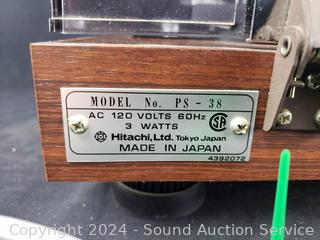 MODEL No. PS-38
AC 120 VOLTS 60Hz
3 WATTS
Hitachi, Ltd. Tokyo Japan
MADE IN JAPAN
4392072
Copyright © 2024 - Sound Auction Service